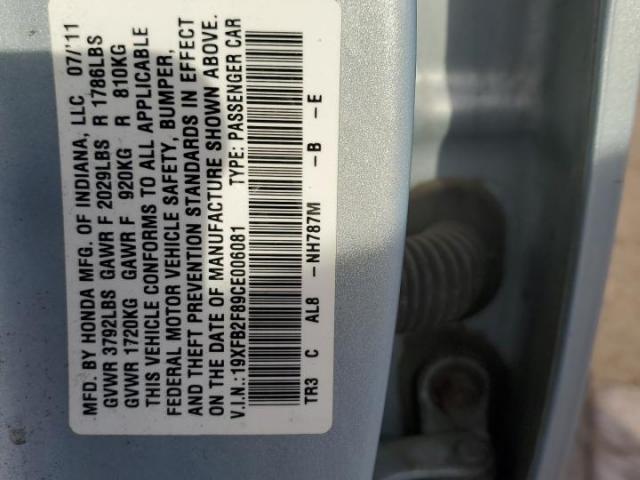 MFD. BY HONDA MFG. OF INDIANA, LLC 07/'11
GVWR 3792LBS GAWR F 2029LBS R 1786LBS
GVWR 1720KG GAWR F 920KG R 810KG
THIS VEHICLE CONFORMS TO ALL APPLICABLE
FEDERAL MOTOR VEHICLE SAFETY, BUMPER,
AND THEFT PREVENTION STANDARDS IN EFFECT
ON THE DATE OF MANUFACTURE SHOWN ABOVE.
V.I.N.:19XFB2F89CE006081 TYPE: PASSENGER CAR
TR3 C AL8 -NH787M -B -E